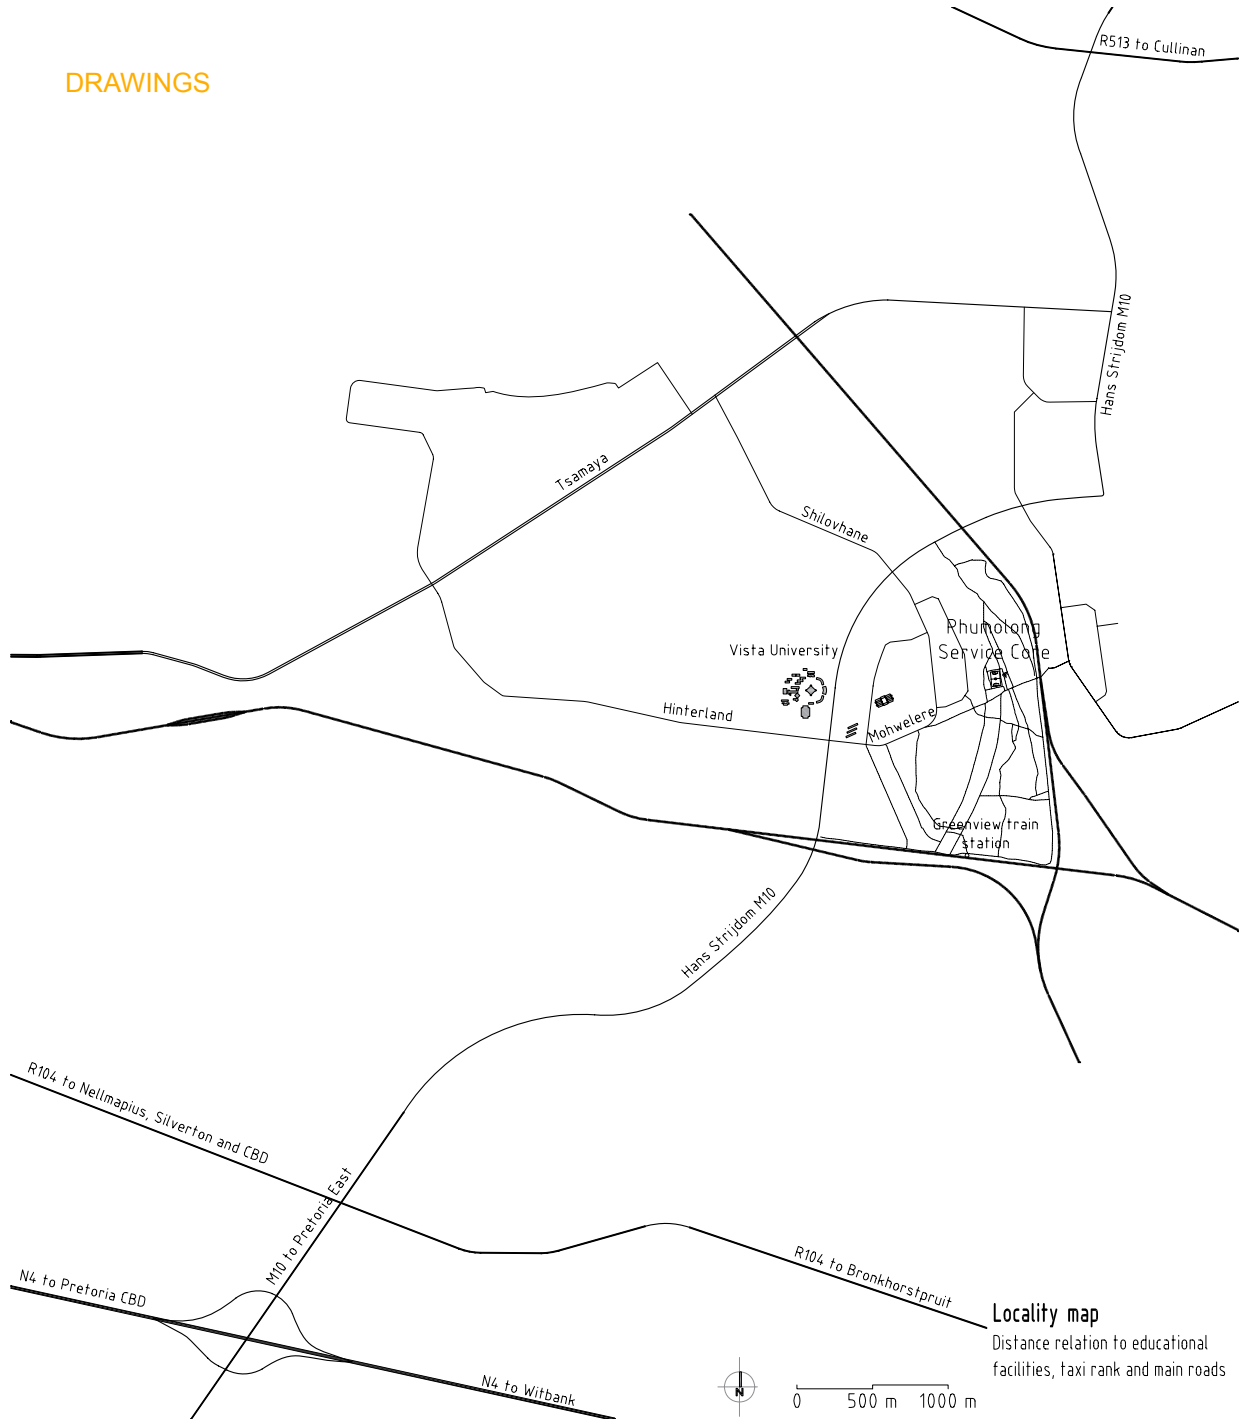 R513 to Cullinan
DRAWINGS
Hans Strijdom M10
Tsamaya
Shilovhane
Phumolong
Service Core
Vista University
Hinterland
Mohwelere
Greenview train
station
Hans Strijdom M10
R104 to Nellmapius, Silverton and CBD
M10 to Pretoria East
R104 to Bronkhorstpruit
N4 to Pretoria CBD
N4 to Witbank
Locality map
Distance relation to educational
facilities, taxi rank and main roads
N
0 500 m 1000 m